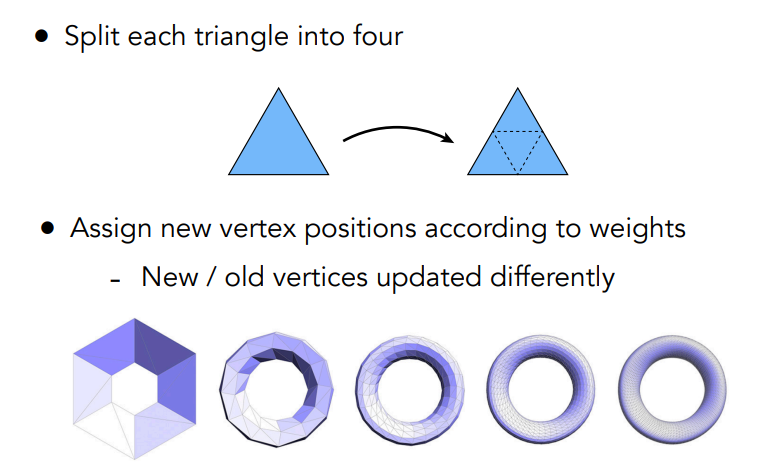 ● Split each triangle into four
● Assign new vertex positions according to weights
- New / old vertices updated differently